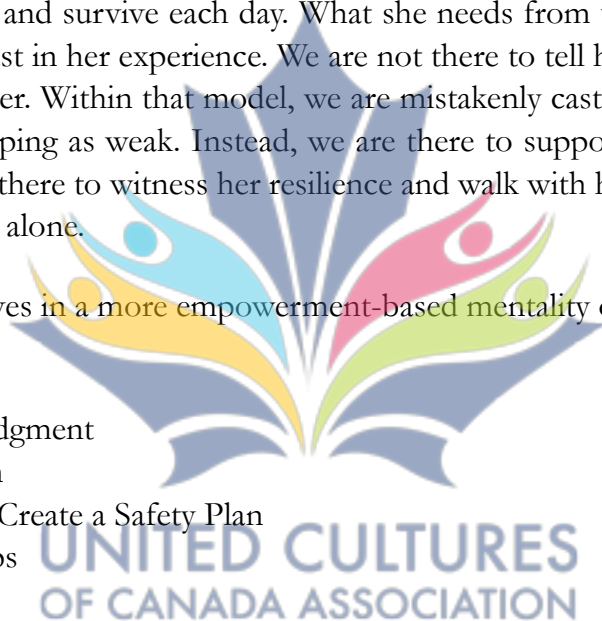 and survive each day. What she needs from
st in her experience. We are not there to tell
er. Within that model, we are mistakenly cast
ping as weak. Instead, we are there to
there to witness her resilience and walk with
alone.
in a more empowerment-based mentality
dgment
Create a Safety Plan
UNITED CULTURES
OF CANADA ASSOCIATION